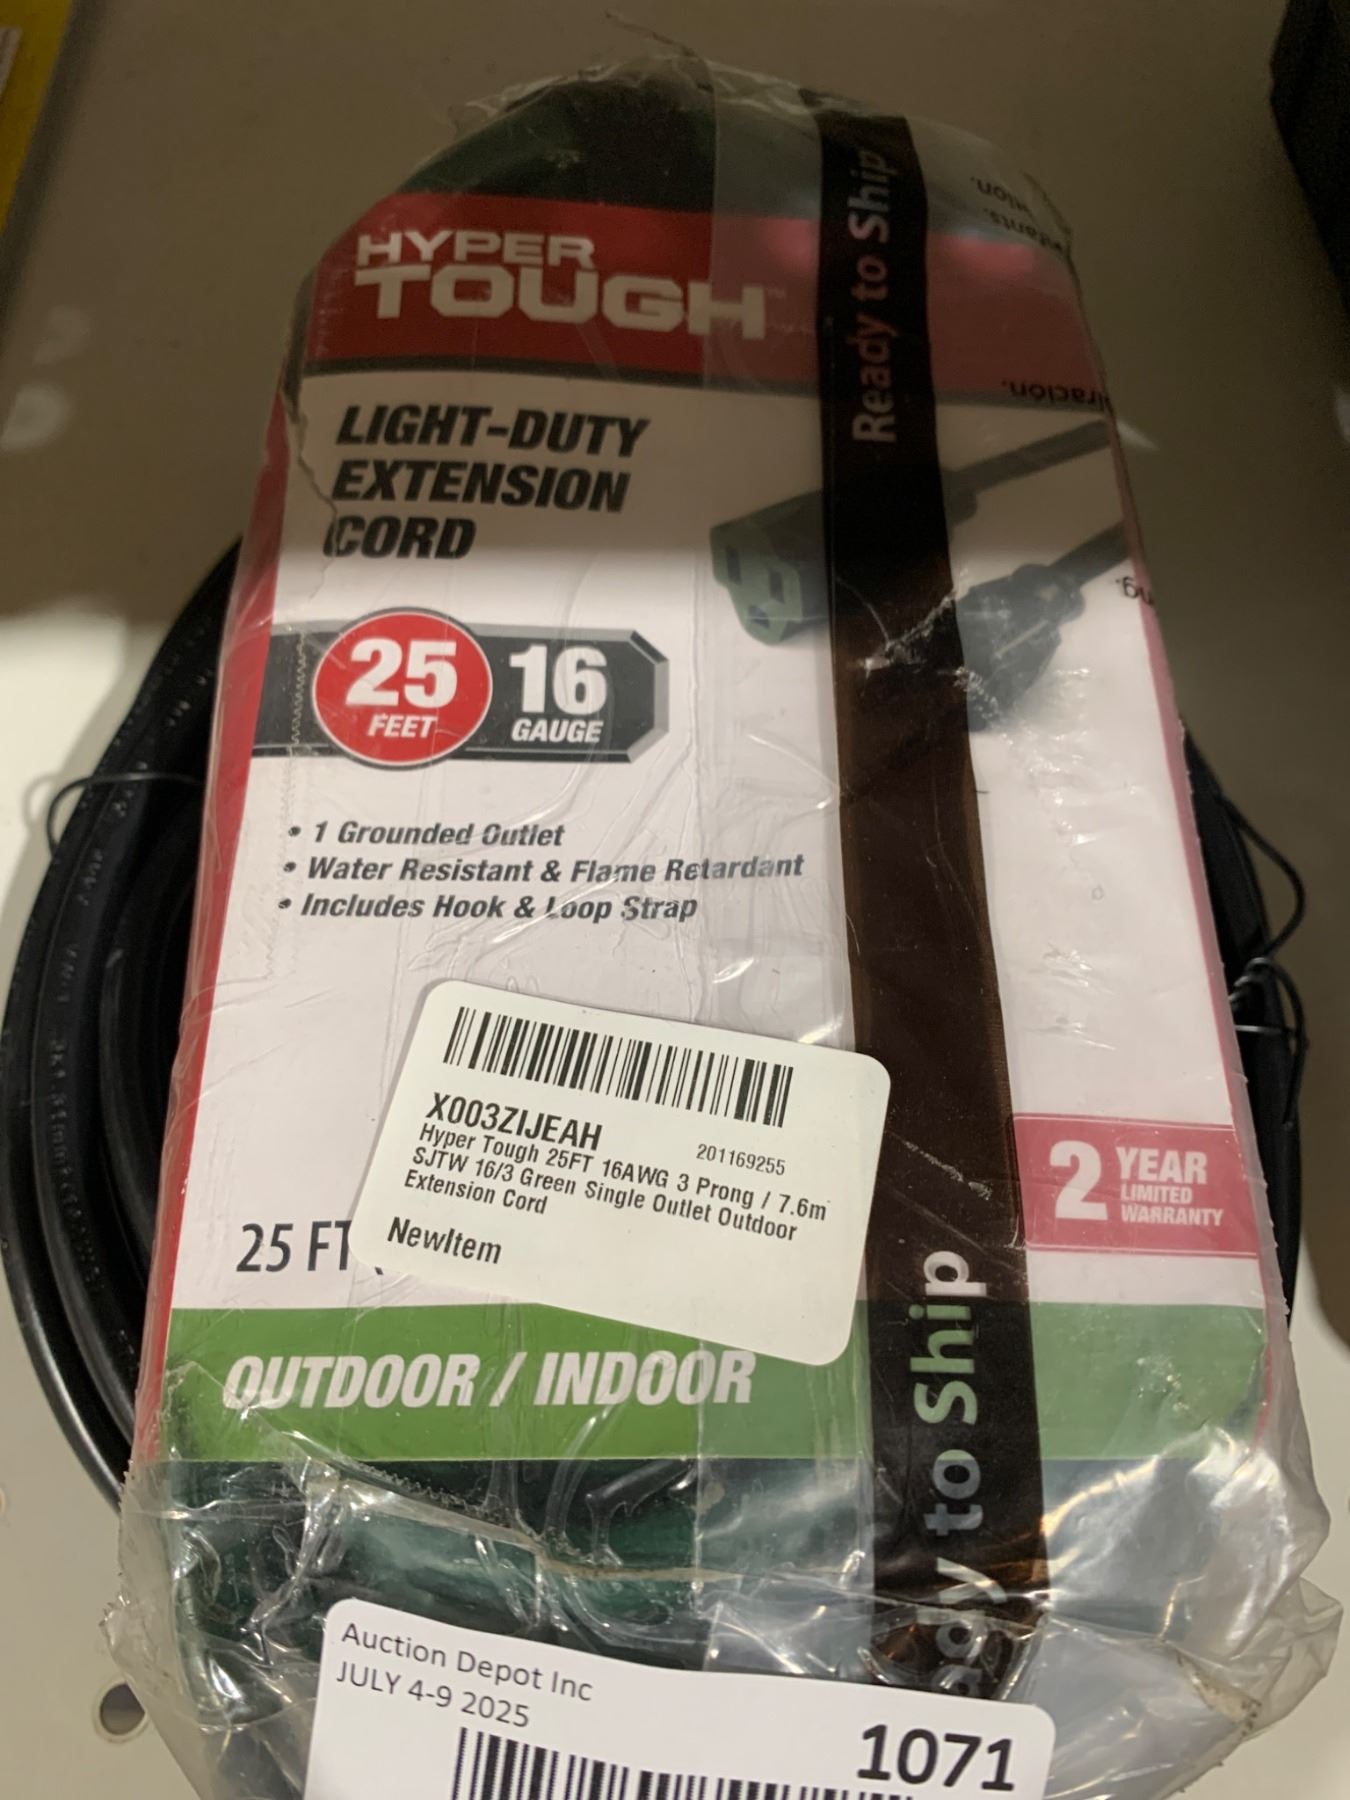 HYPER
TOUGH™
LIGHT-DUTY
EXTENSION
CORD
25
FEET
16
GAUGE
• 1 Grounded Outlet
• Water Resistant & Flame Retardant
• Includes Hook & Loop Strap
Ready to Ship
X003ZIJEAH
201169255
Hyper Tough 25FT 16AWG 3 Prong / 7.6m
SJTW 16/3 Green Single Outlet Outdoor
Extension Cord
NewItem
25 FT
2 YEAR
LIMITED
WARRANTY
OUTDOOR / INDOOR
Ready to Ship
Auction Depot Inc
JULY 4-9 2025
1071